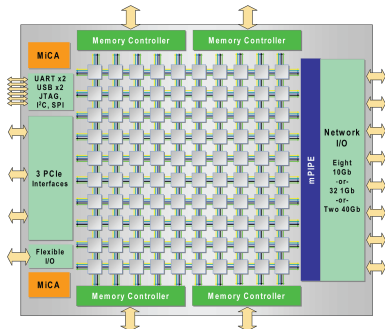 Memory Controller
Memory Controller
MiCA
UART x2
USB x2
JTAG,
I²C, SPI
3 PCIe
Interfaces
Flexible
I/O
MiCA
mPIPE
Network
I/O
Eight
10Gb
-or-
32 1Gb
-or-
Two 40Gb
Memory Controller
Memory Controller